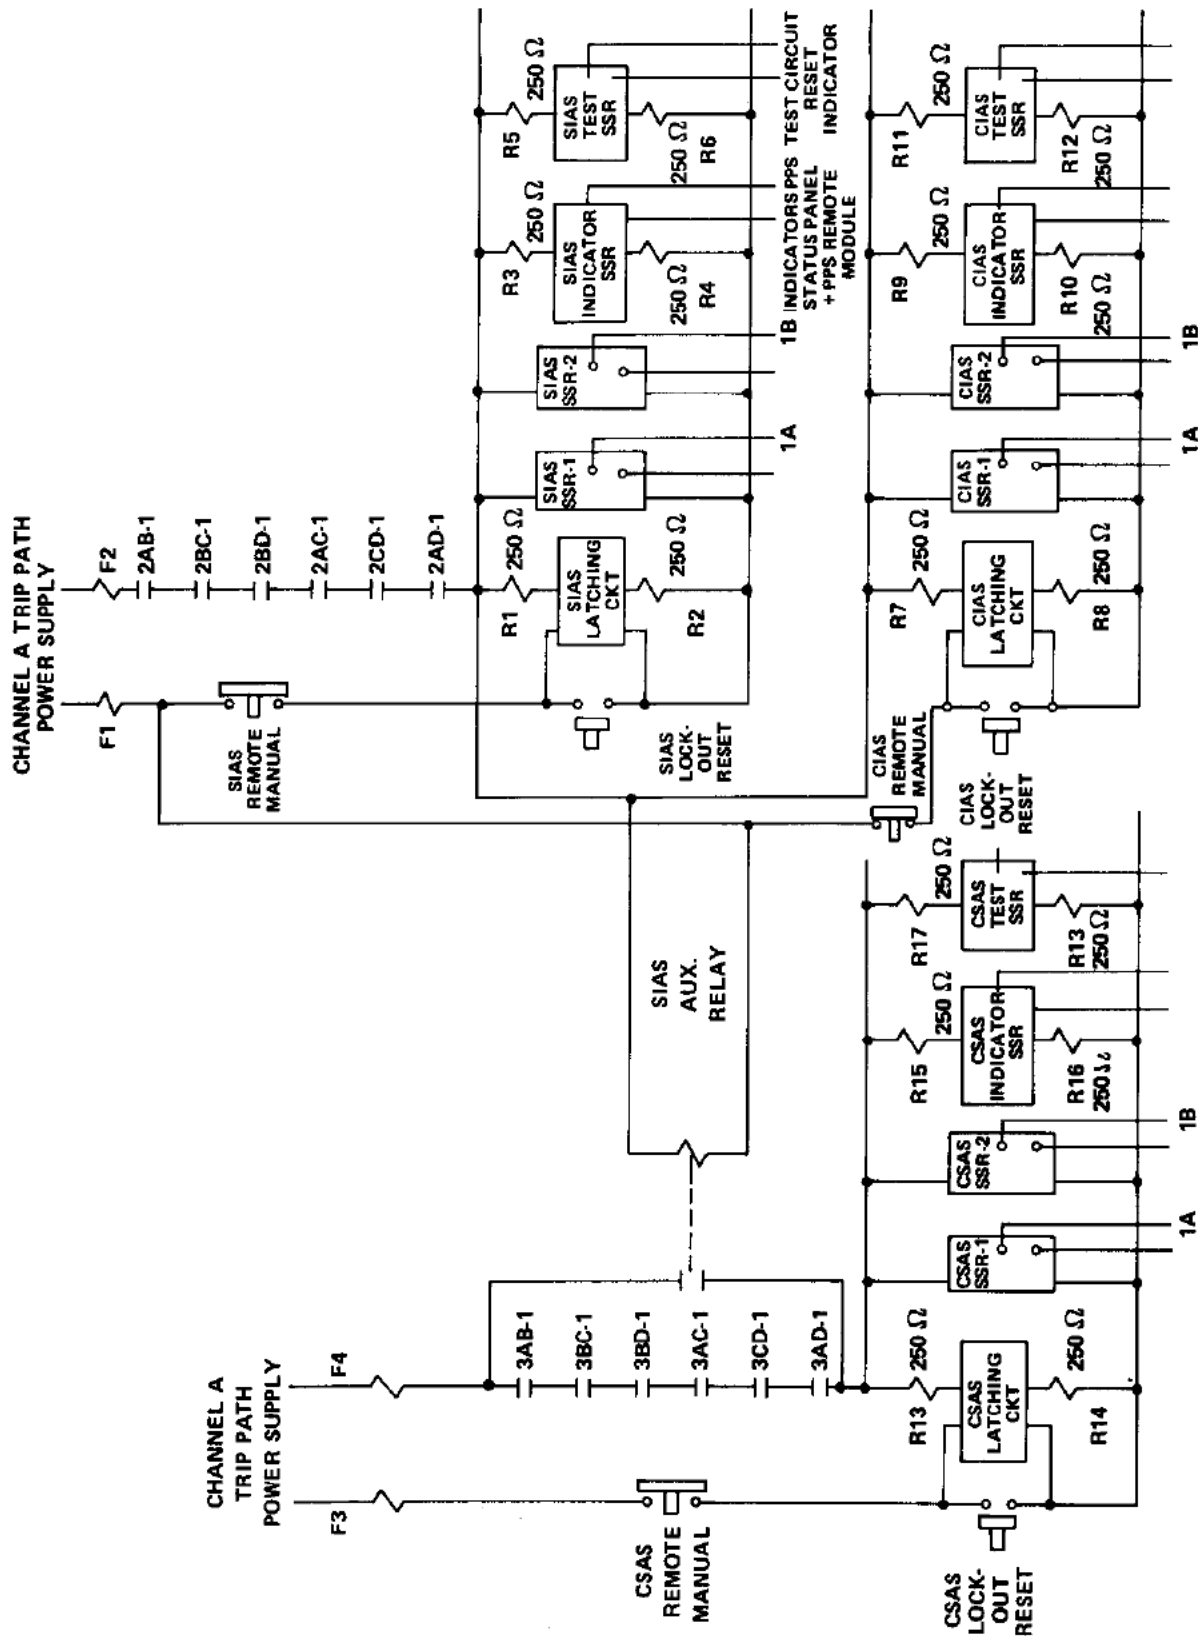 CHANNEL A TRIP PATH
POWER SUPPLY
F1
F2
2AB-1
2BC-1
2BD-1
2AC-1
2CD-1
2AD-1
SIAS
REMOTE
MANUAL
R1
250 Ω
SIAS
LATCHING
CKT
R2
250 Ω
SIAS
LOCK-
OUT
RESET
SIAS
SSR-1
1A
SIAS
SSR-2
1B
R3
250 Ω
SIAS
INDICATOR
SSR
250 Ω
R4
INDICATORS PPS
STATUS PANEL
+ PPS REMOTE
MODULE
R5
250 Ω
SIAS
TEST
SSR
250 Ω
R6
TEST CIRCUIT
RESET
INDICATOR
CIAS
REMOTE
MANUAL
R7
250 Ω
CIAS
LATCHING
CKT
R8
250 Ω
CIAS
LOCK-
OUT
RESET
CIAS
SSR-1
1A
CIAS
SSR-2
1B
R9
250 Ω
CIAS
INDICATOR
SSR
R10
250 Ω
R11
250 Ω
CIAS
TEST
SSR
R12
250 Ω
SIAS
AUX.
RELAY
CHANNEL A
TRIP PATH
POWER SUPPLY
F3
F4
3AB-1
3BC-1
3BD-1
3AC-1
3CD-1
3AD-1
CSAS
REMOTE
MANUAL
R13
250 Ω
CSAS
LATCHING
CKT
R14
250 Ω
CSAS
LOCK-
OUT
RESET
CSAS
SSR-1
1A
CSAS
SSR-2
1B
R15
250 Ω
CSAS
INDICATOR
SSR
R16
250 Ω
R17
250 Ω
CSAS
TEST
SSR
R13
250 Ω